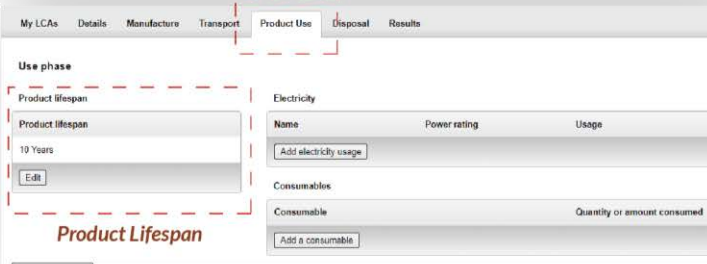 My LCAs Details Manufacture Transport Product Use Disposal Results
Use phase
Product lifespan
Product lifespan
10 Years
Edit
Product Lifespan
Electricity
Name Power rating Usage
Add electricity usage
Consumables
Consumable Quantity or amount consumed
Add a consumable